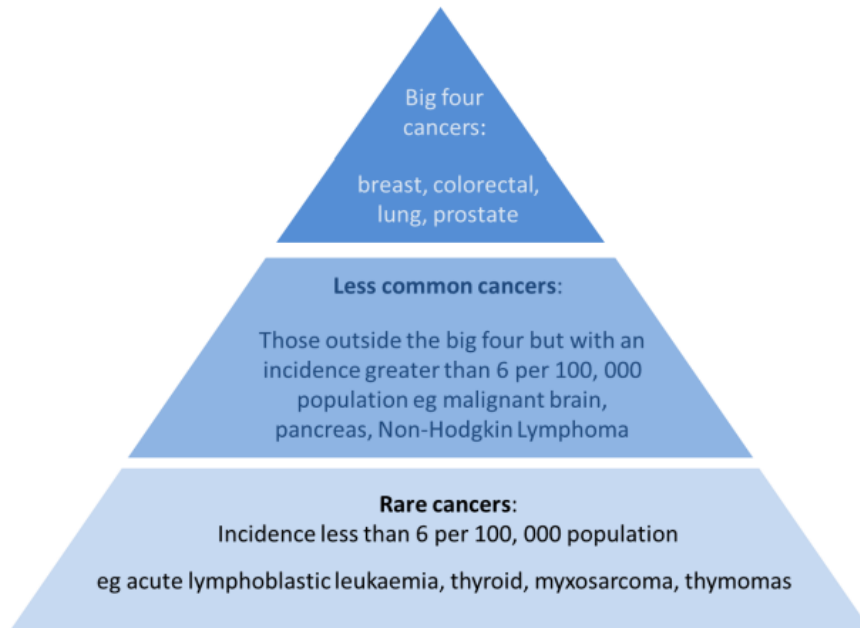 Big four
cancers:
breast, colorectal,
lung, prostate
Less common cancers:
Those outside the big four but with an
incidence greater than 6 per 100, 000
population eg malignant brain,
pancreas, Non-Hodgkin Lymphoma
Rare cancers:
Incidence less than 6 per 100, 000 population
eg acute lymphoblastic leukaemia, thyroid, myxosarcoma, thymomas